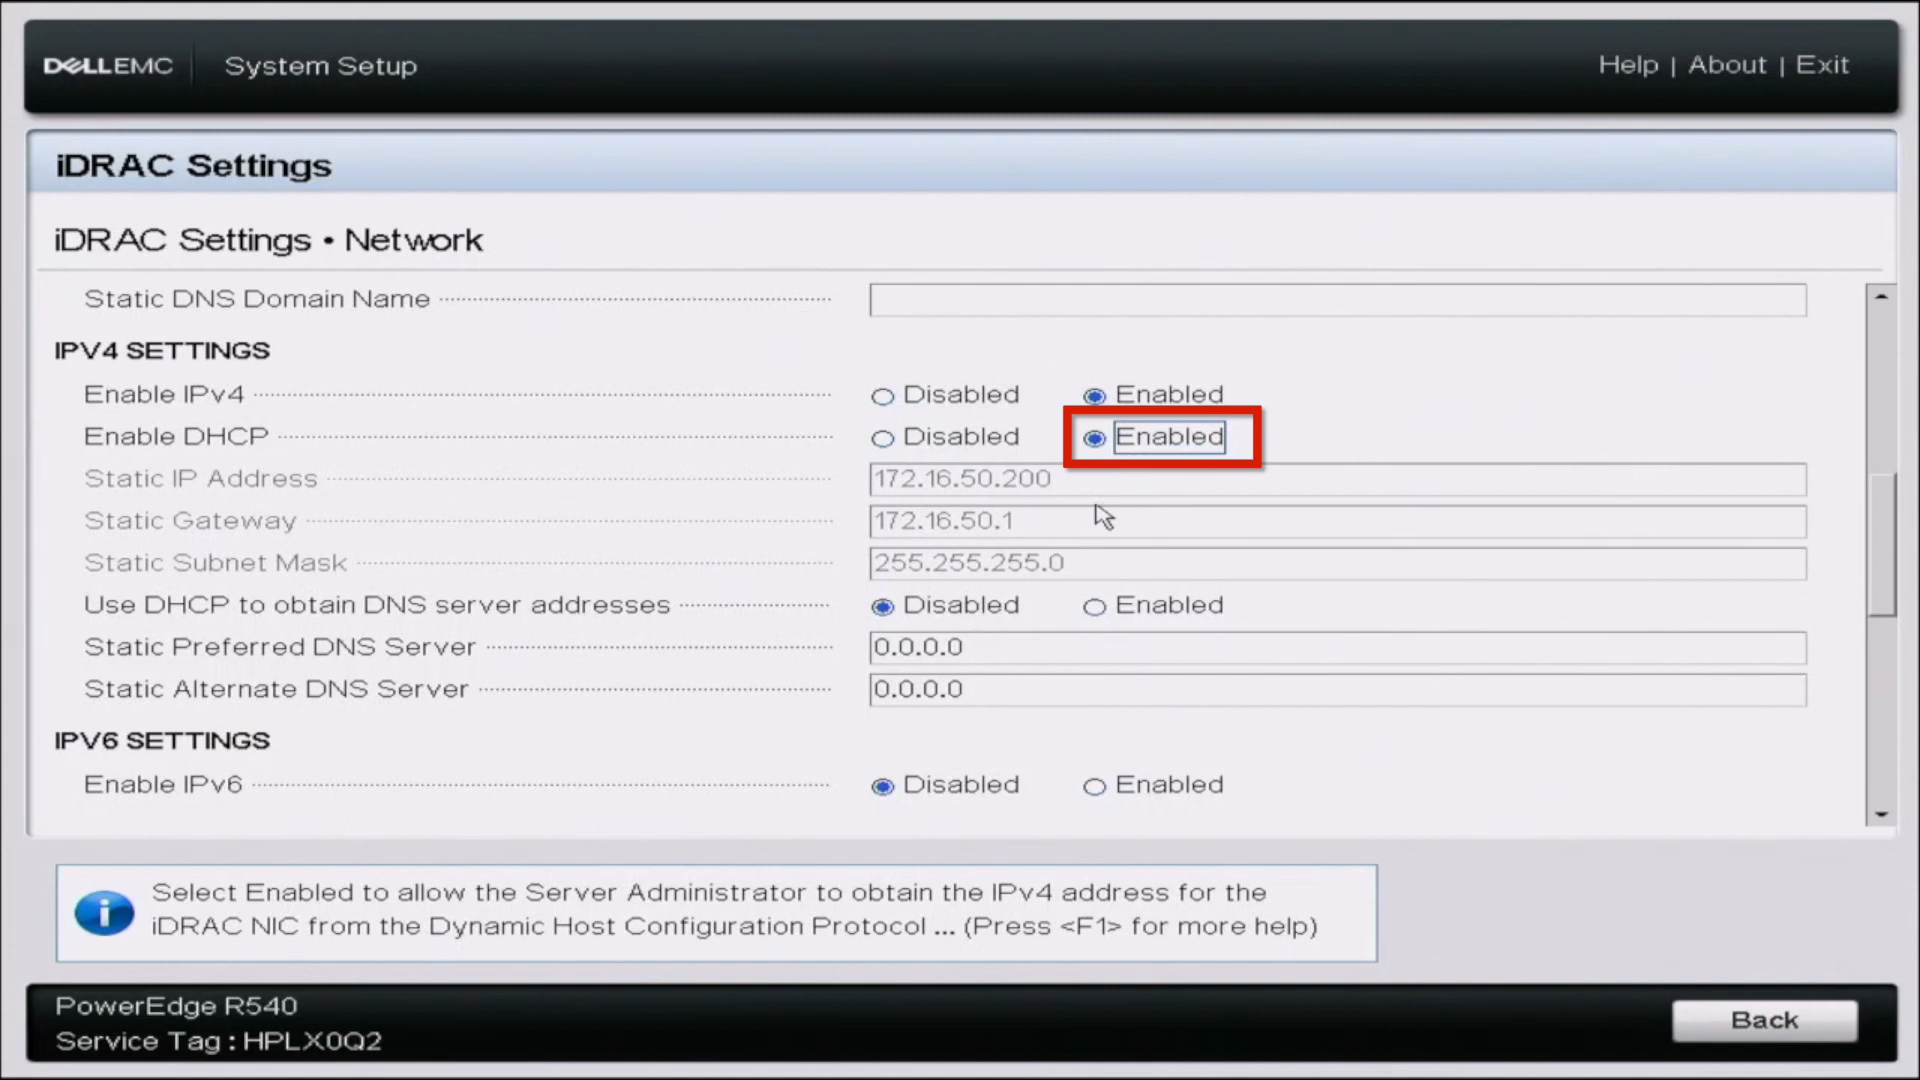 DELLEMC System Setup Help | About | Exit
iDRAC Settings
iDRAC Settings • Network
Static DNS Domain Name
IPV4 SETTINGS
Enable IPv4 Disabled Enabled
Enable DHCP Disabled Enabled
Static IP Address 172.16.50.200
Static Gateway 172.16.50.1
Static Subnet Mask 255.255.255.0
Use DHCP to obtain DNS server addresses Disabled Enabled
Static Preferred DNS Server 0.0.0.0
Static Alternate DNS Server 0.0.0.0
IPV6 SETTINGS
Enable IPv6 Disabled Enabled
Select Enabled to allow the Server Administrator to obtain the IPv4 address for the
iDRAC NIC from the Dynamic Host Configuration Protocol ... (Press <F1> for more help)
PowerEdge R540
Service Tag : HPLX0Q2
Back